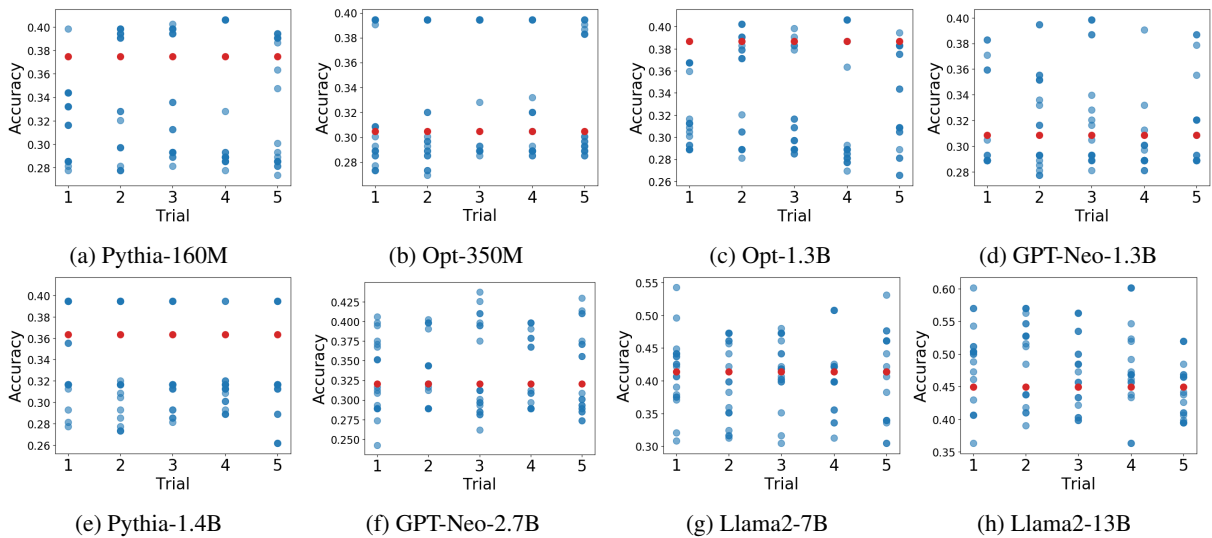 0.40
0.38
0.36
0.34
0.32
0.30
0.28
Accuracy
1 2 3 4 5
Trial
(a) Pythia-160M
0.40
0.38
0.36
0.34
0.32
0.30
0.28
Accuracy
1 2 3 4 5
Trial
(b) Opt-350M
0.40
0.38
0.36
0.34
0.32
0.30
0.28
0.26
Accuracy
1 2 3 4 5
Trial
(c) Opt-1.3B
0.40
0.38
0.36
0.34
0.32
0.30
0.28
Accuracy
1 2 3 4 5
Trial
(d) GPT-Neo-1.3B
0.40
0.38
0.36
0.34
0.32
0.30
0.28
0.26
Accuracy
1 2 3 4 5
Trial
(e) Pythia-1.4B
0.425
0.400
0.375
0.350
0.325
0.300
0.275
0.250
Accuracy
1 2 3 4 5
Trial
(f) GPT-Neo-2.7B
0.55
0.50
0.45
0.40
0.35
0.30
Accuracy
1 2 3 4 5
Trial
(g) Llama2-7B
0.60
0.55
0.50
0.45
0.40
0.35
Accuracy
1 2 3 4 5
Trial
(h) Llama2-13B